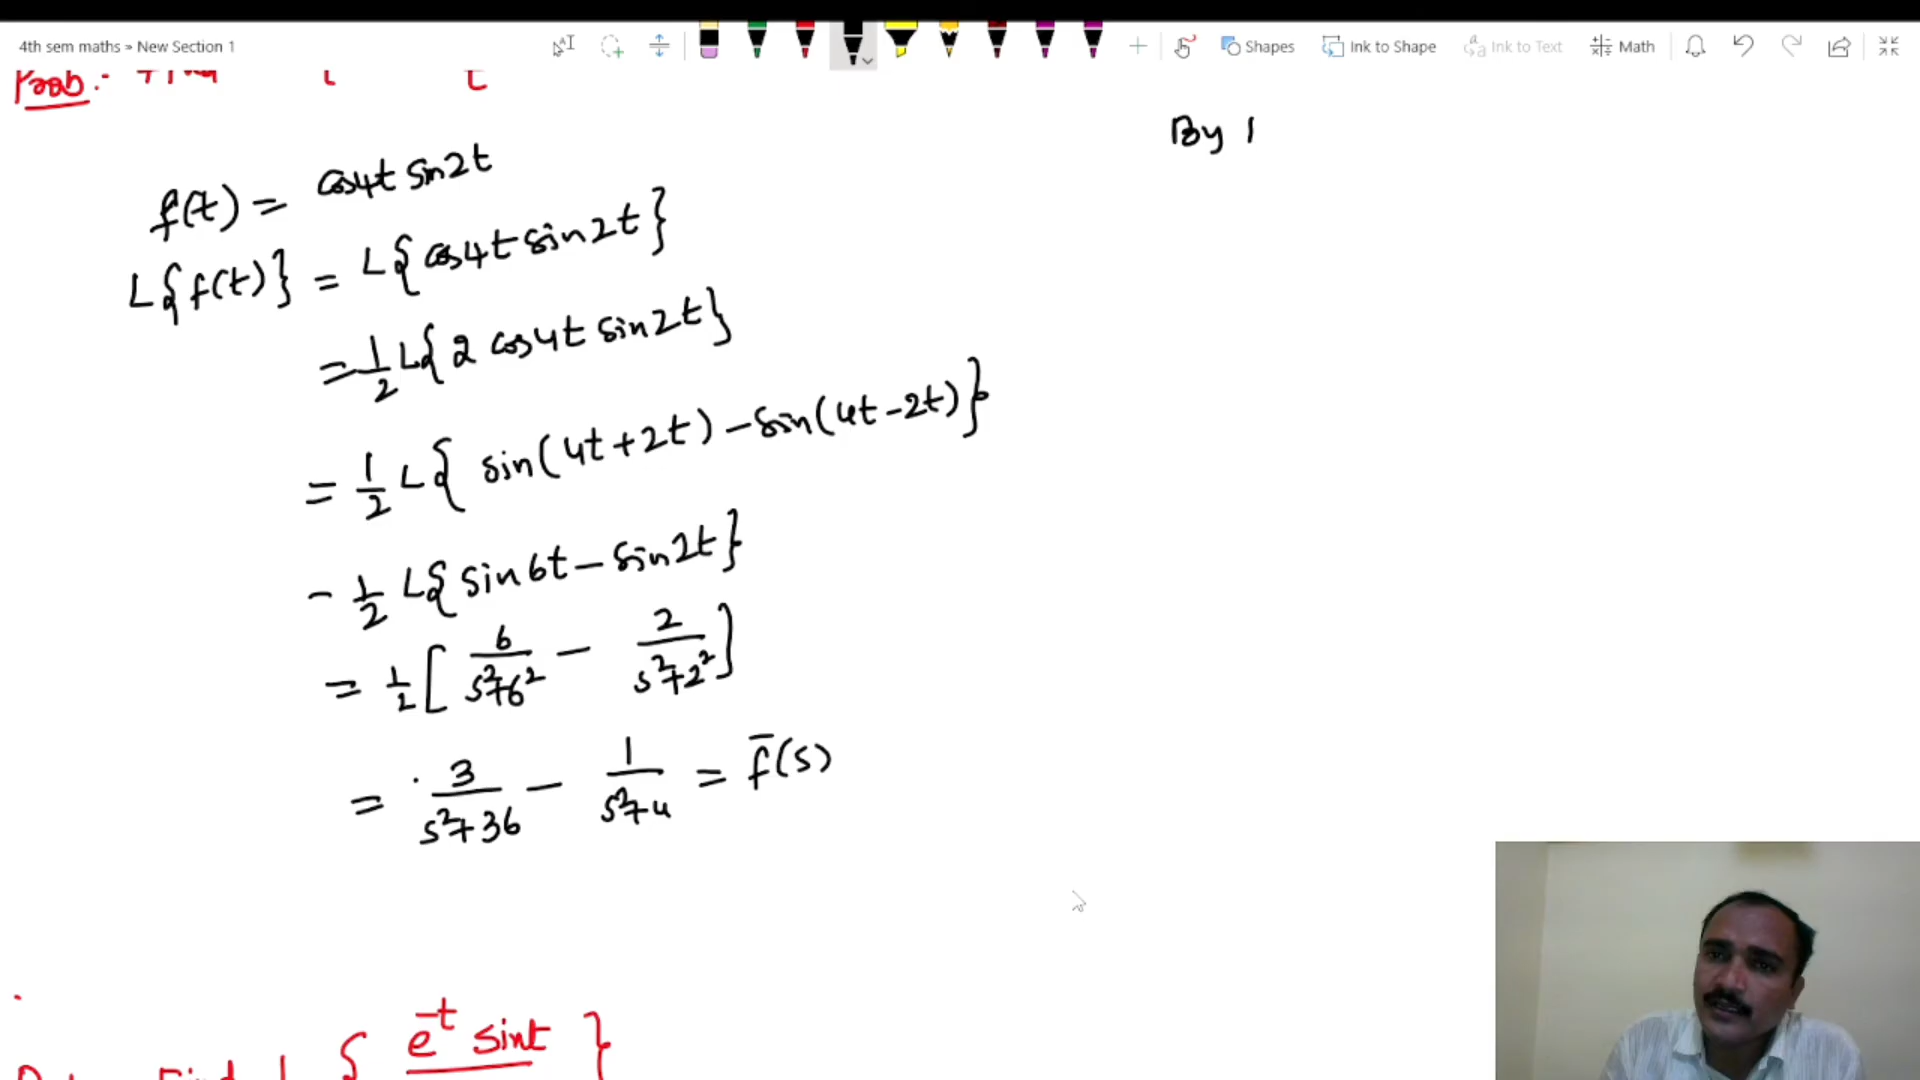 4th sem maths » New Section 1
Shapes Ink to Shape Ink to Text Math
Prob:- Find t
By
f(t) = cos4t sin2t
L{f(t)} = L{cos4t sin2t}
= 1/2 L{2 cos4t sin2t}
= 1/2 L{ sin(4t+2t) - sin(4t-2t)}
- 1/2 L{sin6t - sin2t}
= 1/2 [ 6/(s²+6²) - 2/(s²+2²) ]
= 3/(s²+36) - 1/(s²+4) = f̄(s)
e^-t sint }
Find L {